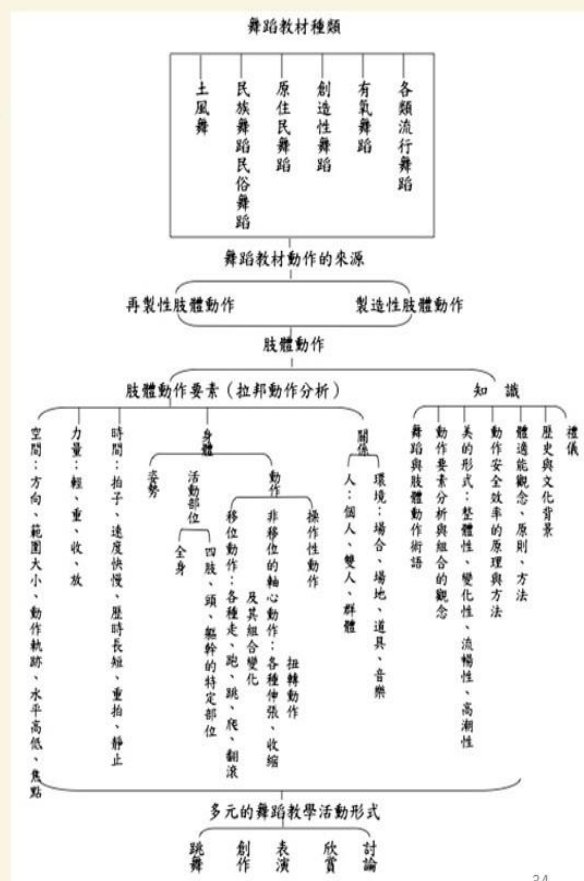 舞蹈教材種類
各類流行舞蹈
有氧舞蹈
創造性舞蹈
原住民舞蹈
民族舞蹈民俗舞蹈
土風舞
舞蹈教材動作的來源
再製性肢體動作
製造性肢體動作
肢體動作
肢體動作要素（拉邦動作分析）
知 識
禮儀
歷史與文化背景
體適能觀念、原則、方法
動作安全效率的原理與方法
美的形式：整體性、變化性、流暢性、高潮性
動作要素分析與組合的觀念
舞蹈與肢體動作術語
關係
環境：場合、場地、道具、音樂
人：個人、雙人、群體
身體
動作
操作性動作
扭轉動作
非移位的軸心動作：各種伸張、收縮
及其組合變化
移位動作：各種走、跑、跳、爬、翻滾
活動部位
四肢、頭、軀幹的特定部位
全身
姿勢
時間：拍子、速度快慢、歷時長短、重拍、靜止
力量：輕、重、收、放
空間：方向、範圍大小、動作軌跡、水平高低、焦點
多元的舞蹈教學活動形式
討論
欣賞
表演
創作
跳舞
34